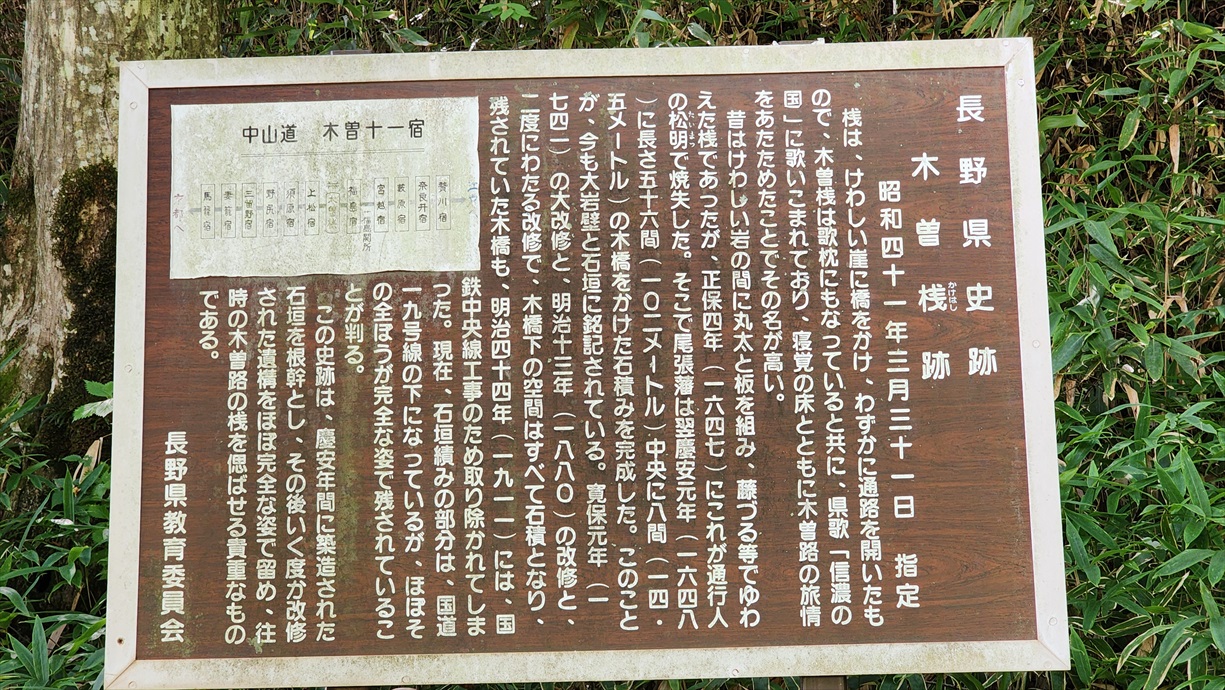 長野県史跡
木曽桟跡
かけはし
昭和四十一年三月三十一日　指定
桟は、けわしい崖に橋をかけ、わずかに通路を開いたも
ので、木曽桟は歌枕にもなっていると共に、県歌「信濃の
国」に歌いこまれており、寝覚の床とともに木曽路の旅情
をあたためたことでその名が高い。
昔はけわしい岩の間に丸太と板を組み、藤づる等でゆわ
えた桟であったが、正保四年（一六四七）にこれが通行人
の松明で焼失した。そこで尾張藩は翌慶安元年（一六四八
たいまつ
）に長さ五十六間（一〇二メートル）中央に八間（一四・
五メートル）の木橋をかけた石積みを完成した。このこと
が、今も大岩壁と石垣に銘記されている。寛保元年（一
七四一）の大改修と、明治十三年（一八八〇）の改修と、
二度にわたる改修で、木橋下の空間はすべて石積となり、
残されていた木橋も、明治四十四年（一九一一）には、国
鉄中央線工事のため取り除かれてしま
った。現在、石垣積みの部分は、国道
一九号線の下になっているが、ほぼそ
の全ぼうが完全な姿で残されているこ
とが判る。
この史跡は、慶安年間に築造された
石垣を根幹とし、その後いく度か改修
された遺構をほぼ完全な姿で留め、往
時の木曽路の桟を偲ばせる貴重なもの
である。
長野県教育委員会
中山道　木曽十一宿
贄川宿
奈良井宿
薮原宿
宮越宿
福島関所
福島宿
上松宿
須原宿
野尻宿
三留野宿
妻籠宿
馬籠宿